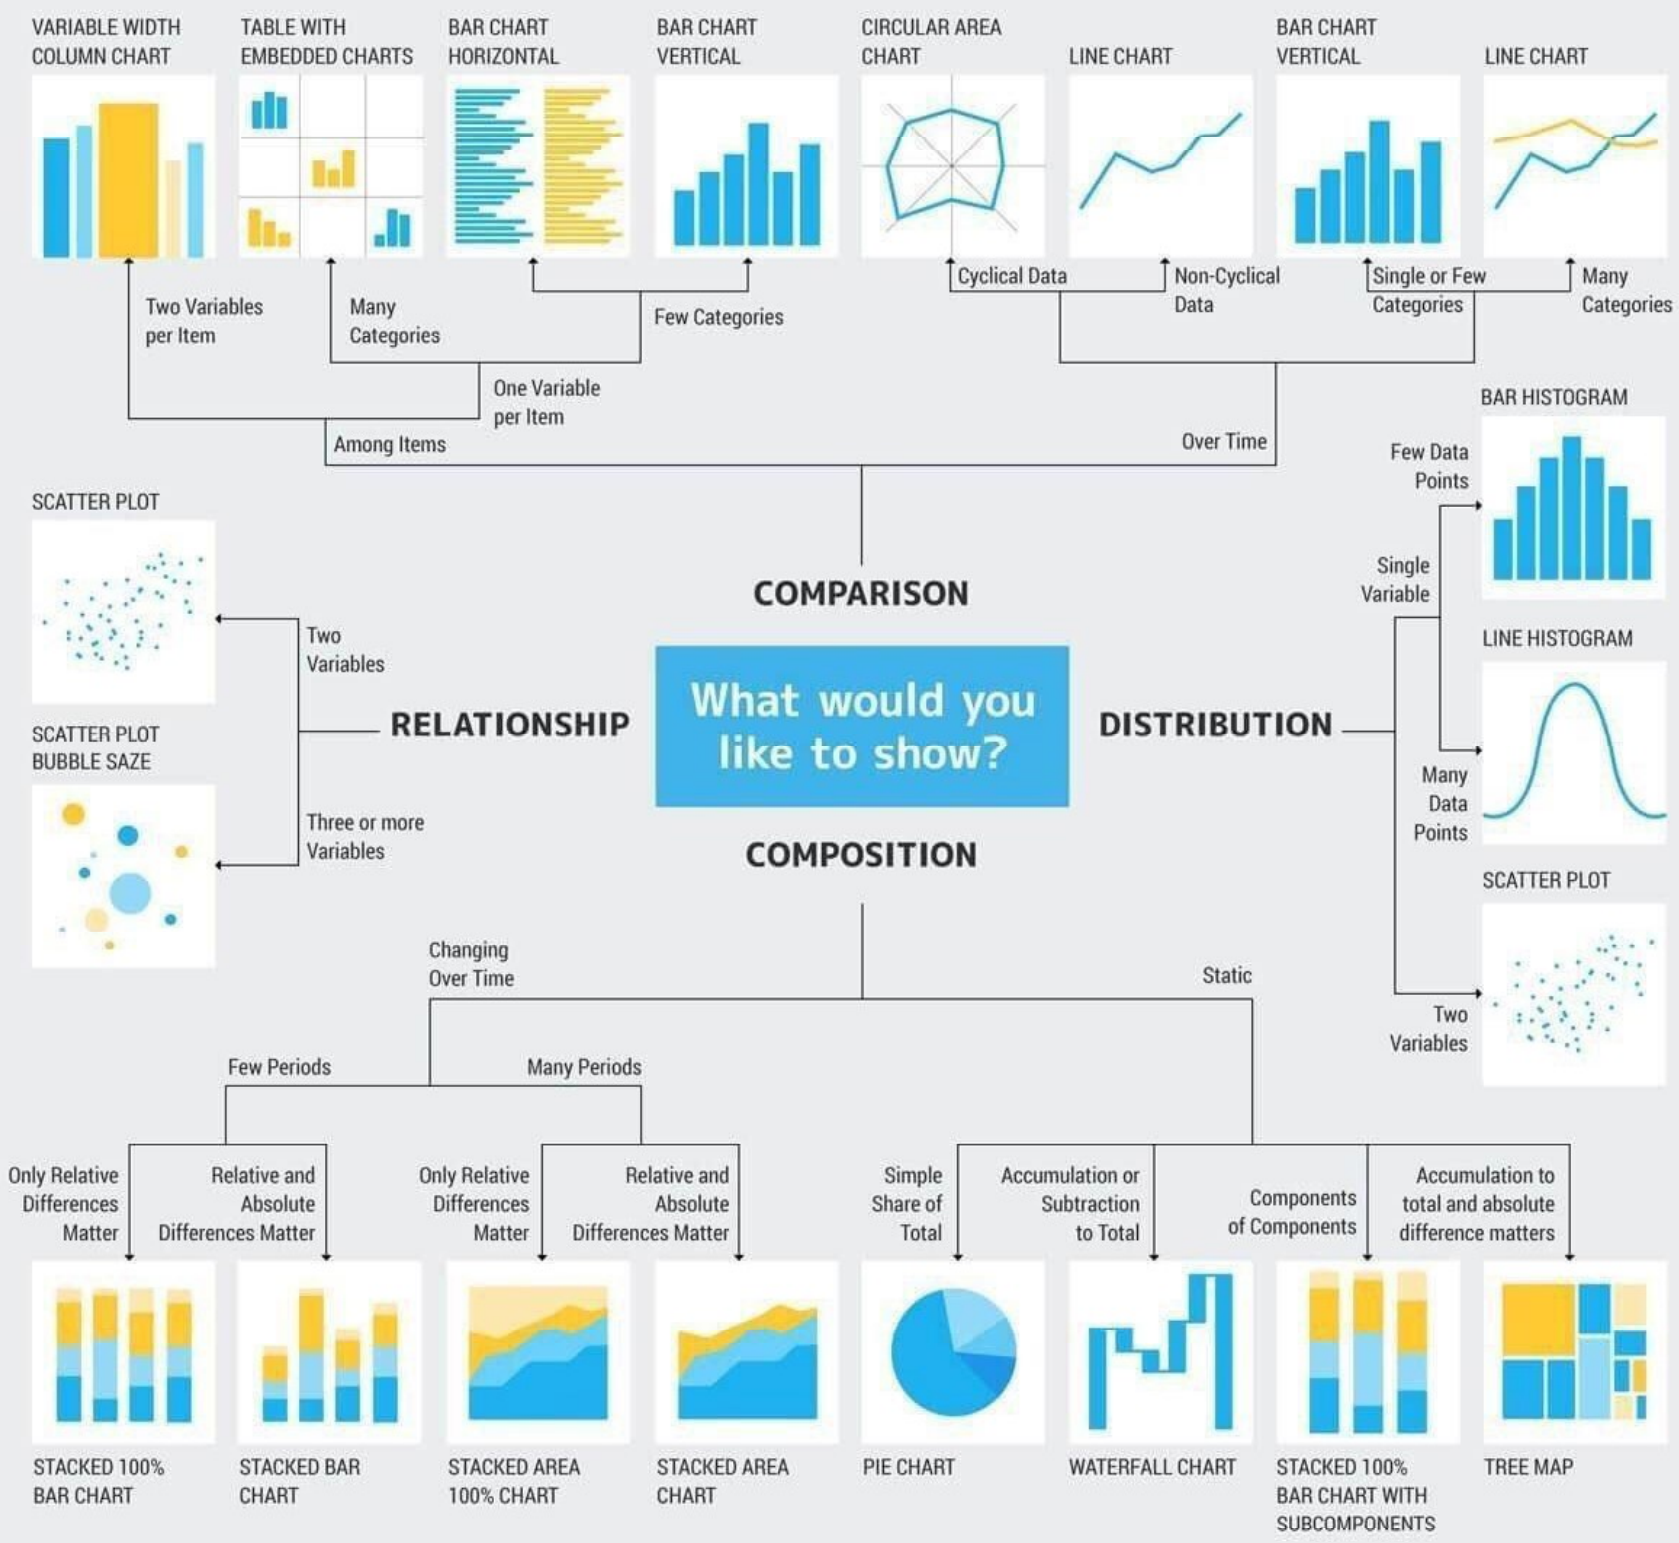 VARIABLE WIDTH
COLUMN CHART
TABLE WITH
EMBEDDED CHARTS
BAR CHART
HORIZONTAL
BAR CHART
VERTICAL
CIRCULAR AREA
CHART
LINE CHART
BAR CHART
VERTICAL
LINE CHART
Two Variables
per Item
Many
Categories
Few Categories
Cyclical Data
Non-Cyclical
Data
Single or Few
Categories
Many
Categories
One Variable
per Item
Among Items
Over Time
SCATTER PLOT
Two
Variables
SCATTER PLOT
BUBBLE SAZE
Three or more
Variables
RELATIONSHIP
COMPARISON
What would you
like to show?
COMPOSITION
DISTRIBUTION
BAR HISTOGRAM
Few Data
Points
Single
Variable
LINE HISTOGRAM
Many
Data
Points
SCATTER PLOT
Two
Variables
Changing
Over Time
Static
Few Periods
Many Periods
Only Relative
Differences
Matter
Relative and
Absolute
Differences Matter
Only Relative
Differences
Matter
Relative and
Absolute
Differences Matter
Simple
Share of
Total
Accumulation or
Subtraction
to Total
Components
of Components
Accumulation to
total and absolute
difference matters
STACKED 100%
BAR CHART
STACKED BAR
CHART
STACKED AREA
100% CHART
STACKED AREA
CHART
PIE CHART
WATERFALL CHART
STACKED 100%
BAR CHART WITH
SUBCOMPONENTS
TREE MAP